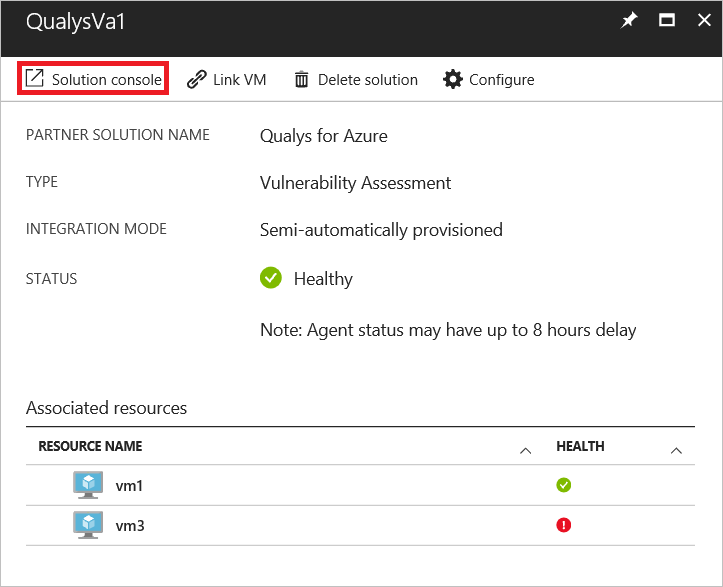 QualysVa1
Solution console Link VM Delete solution Configure
PARTNER SOLUTION NAME Qualys for Azure
TYPE Vulnerability Assessment
INTEGRATION MODE Semi-automatically provisioned
STATUS Healthy
Note: Agent status may have up to 8 hours delay
Associated resources
RESOURCE NAME HEALTH
vm1
vm3